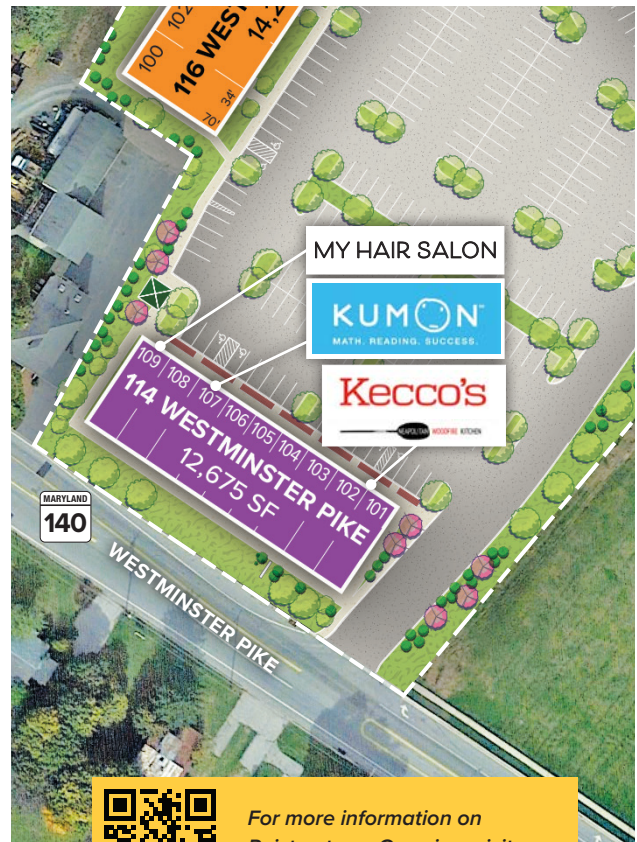 100
102
116 WEST
14,2
70'
34'
MY HAIR SALON
KUMON™
MATH. READING. SUCCESS.
Kecco's
NEAPOLITAN WOODFIRE KITCHEN
109 108 107 106 105 104 103 102 101
114 WESTMINSTER PIKE
12,675 SF
MARYLAND
140
WESTMINSTER PIKE
For more information on